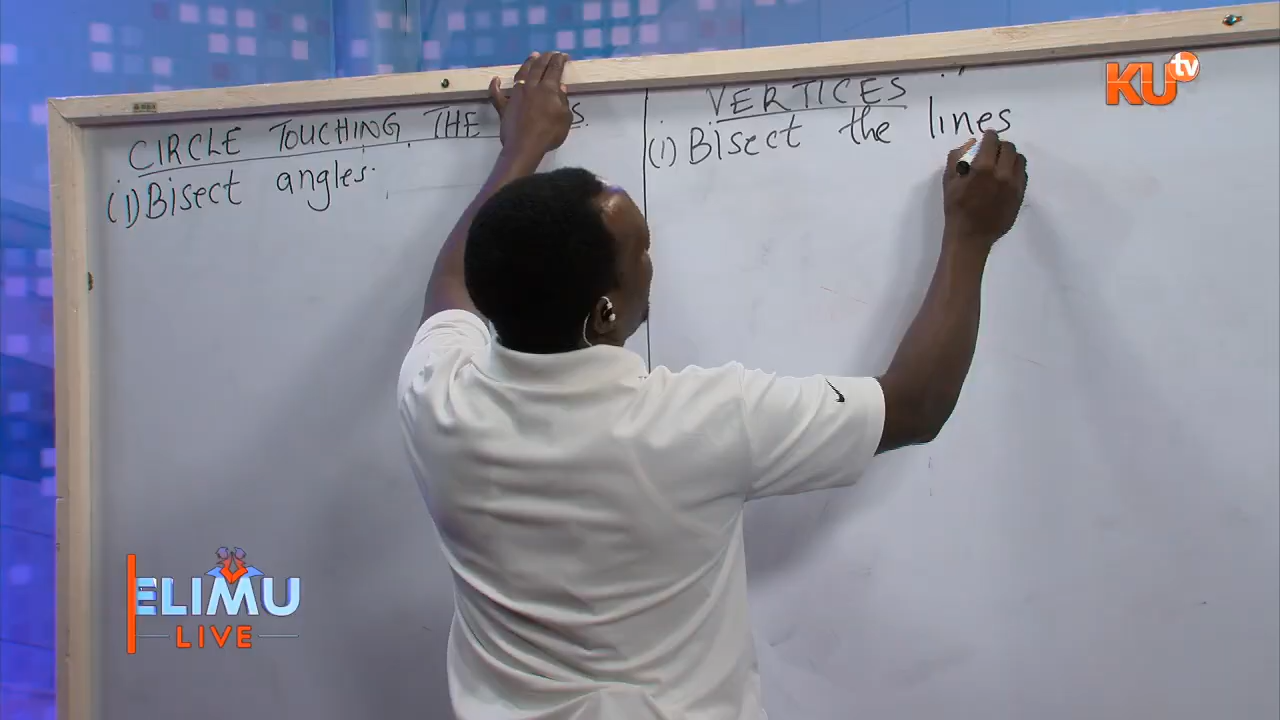 CIRCLE TOUCHING THE
(i) Bisect angles.
VERTICES
(i) Bisect the lines
KU tv
ELIMU
LIVE